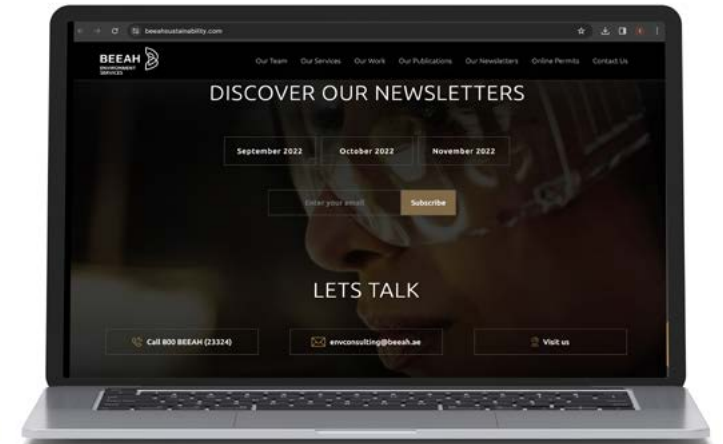 beeahsustainability.com
BEEAH
ENVIRONMENT
SERVICES
Our Team Our Services Our Work Our Publications Our Newsletters Online Permits Contact Us
DISCOVER OUR NEWSLETTERS
September 2022 October 2022 November 2022
Enter your email Subscribe
LETS TALK
Call 800 BEEAH (23324) envconsulting@beeah.ae Visit us